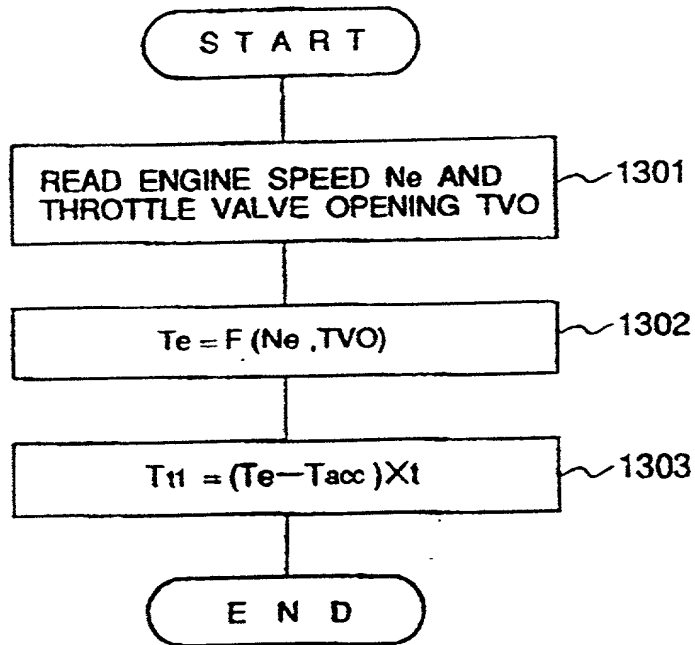 START
READ ENGINE SPEED Ne AND
THROTTLE VALVE OPENING TVO
1301
Te = F (Ne ,TVO)
1302
Tt1 = (Te-Tacc)Xt
1303
END